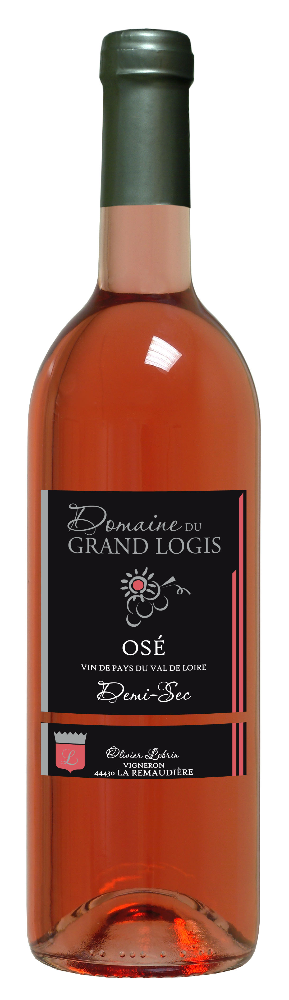 Domaine DU
GRAND LOGIS
OSÉ
VIN DE PAYS DU VAL DE LOIRE
Demi-Sec
L
Olivier Lebrin
VIGNERON
44430 LA REMAUDIÈRE